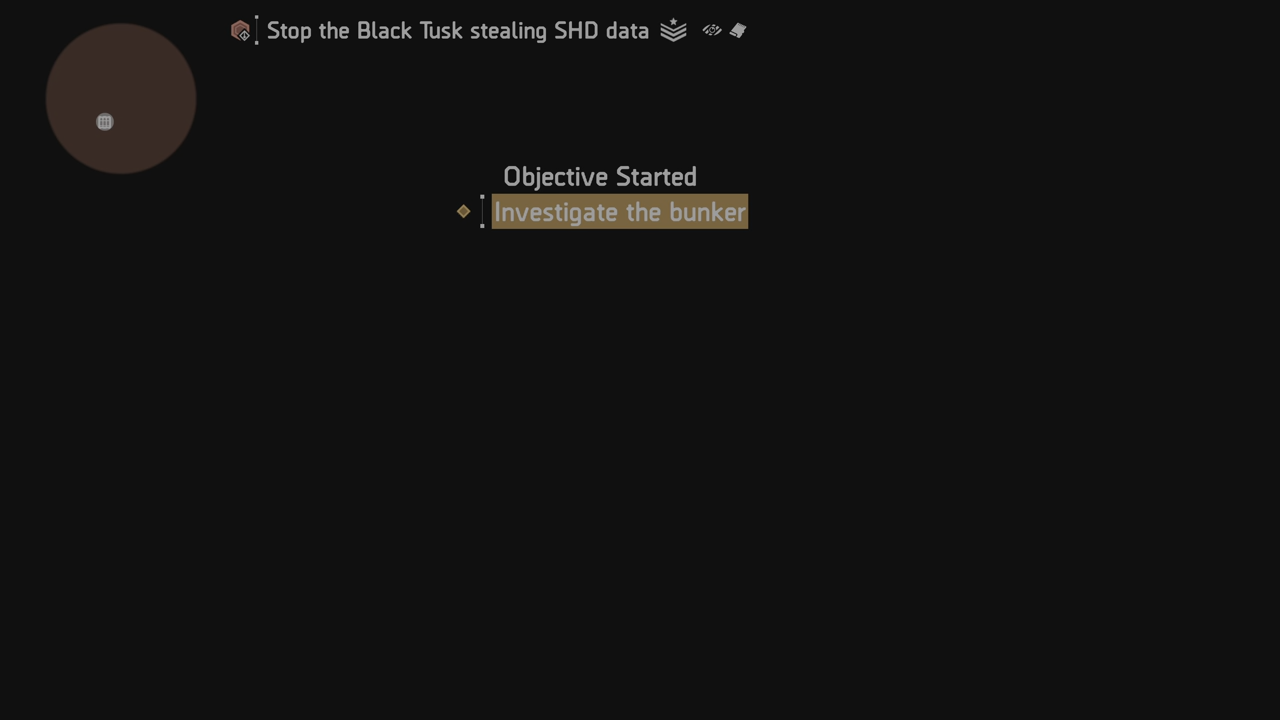 Stop the Black Tusk stealing SHD data
Objective Started
Investigate the bunker